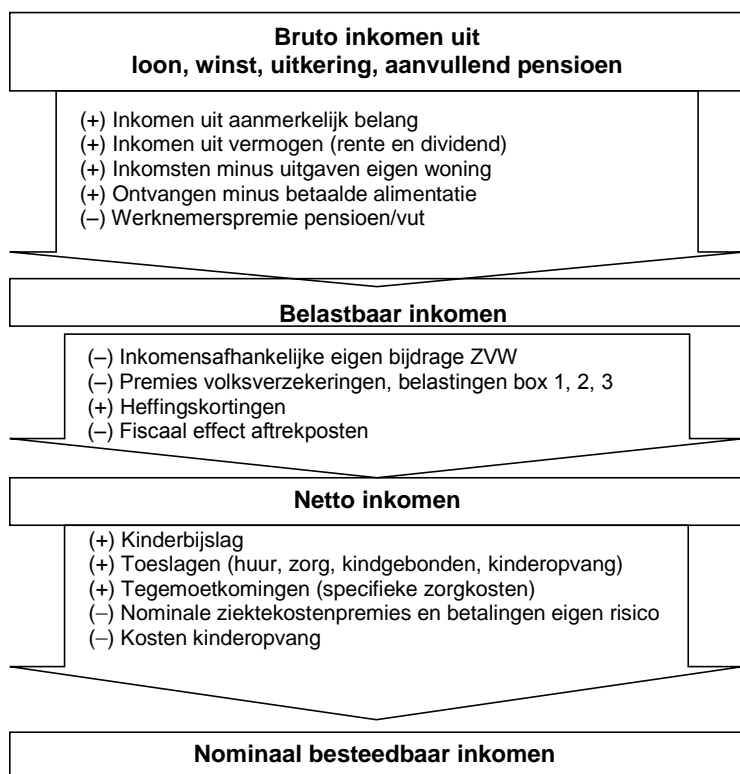 Bruto inkomen uit
loon, winst, uitkering, aanvullend pensioen
(+) Inkomen uit aanmerkelijk belang
(+) Inkomen uit vermogen (rente en dividend)
(+) Inkomsten minus uitgaven eigen woning
(+) Ontvangen minus betaalde alimentatie
(–) Werknemerspremie pensioen/vut
Belastbaar inkomen
(–) Inkomensafhankelijke eigen bijdrage ZVW
(–) Premies volksverzekeringen, belastingen box 1, 2, 3
(+) Heffingskortingen
(–) Fiscaal effect aftrekposten
Netto inkomen
(+) Kinderbijslag
(+) Toeslagen (huur, zorg, kindgebonden, kinderopvang)
(+) Tegemoetkomingen (specifieke zorgkosten)
(–) Nominale ziektekostenpremies en betalingen eigen risico
(–) Kosten kinderopvang
Nominaal besteedbaar inkomen